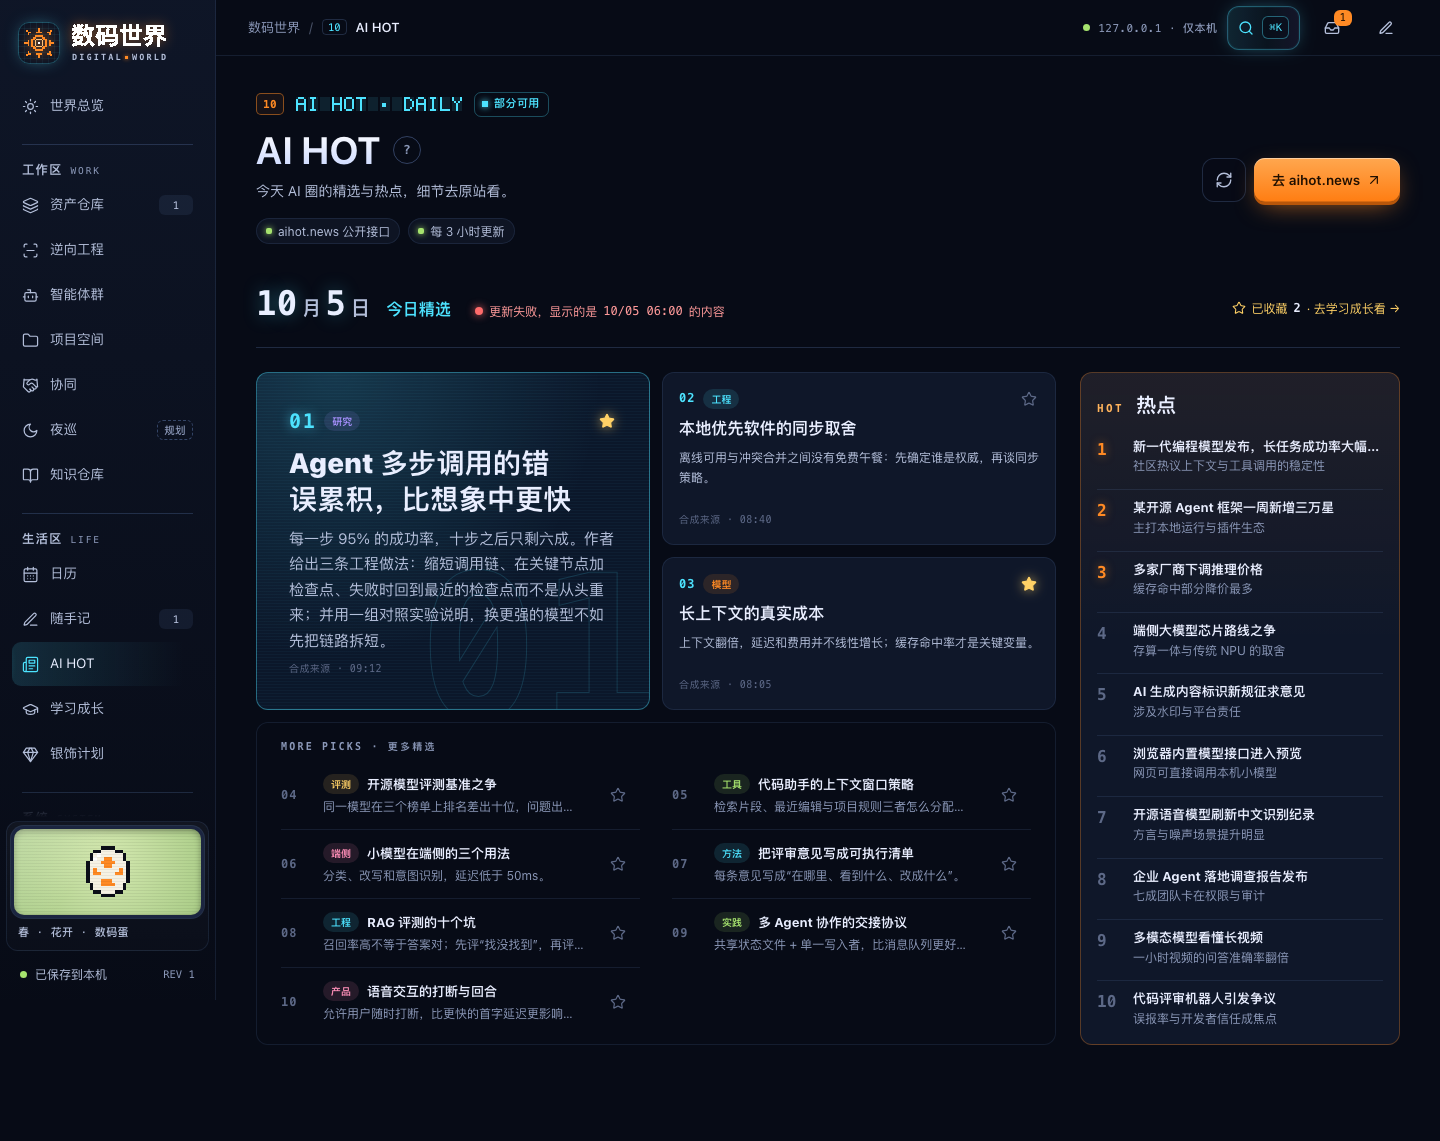 数码世界
DIGITAL WORLD
世界总览
工作区 WORK
资产仓库 1
逆向工程
智能体群
项目空间
协同
夜巡 规划
知识仓库
生活区 LIFE
日历
随手记 1
AI HOT
学习成长
银饰计划
春 · 花开 · 数码蛋
已保存到本机 REV 1
数码世界 / 10 AI HOT
127.0.0.1 · 仅本机
⌘K
1
10 AI HOT · DAILY 部分可用
AI HOT ?
今天 AI 圈的精选与热点，细节去原站看。
aihot.news 公开接口
每 3 小时更新
去 aihot.news
10月5日 今日精选
更新失败，显示的是 10/05 06:00 的内容
已收藏 2 · 去学习成长看 →
01 研究
Agent 多步调用的错
误累积，比想象中更快
每一步 95% 的成功率，十步之后只剩六成。作者
给出三条工程做法：缩短调用链、在关键节点加
检查点、失败时回到最近的检查点而不是从头重
来；并用一组对照实验说明，换更强的模型不如
先把链路拆短。
合成来源 · 09:12
01
02 工程
本地优先软件的同步取舍
离线可用与冲突合并之间没有免费午餐：先确定谁是权威，再谈同步
策略。
合成来源 · 08:40
03 模型
长上下文的真实成本
上下文翻倍，延迟和费用并不线性增长；缓存命中率才是关键变量。
合成来源 · 08:05
MORE PICKS · 更多精选
04 评测 开源模型评测基准之争
同一模型在三个榜单上排名差出十位，问题出...
05 工具 代码助手的上下文窗口策略
检索片段、最近编辑与项目规则三者怎么分配...
06 端侧 小模型在端侧的三个用法
分类、改写和意图识别，延迟低于 50ms。
07 方法 把评审意见写成可执行清单
每条意见写成“在哪里、看到什么、改成什么”。
08 工程 RAG 评测的十个坑
召回率高不等于答案对；先评“找没找到”，再评...
09 实践 多 Agent 协作的交接协议
共享状态文件 + 单一写入者，比消息队列更好...
10 产品 语音交互的打断与回合
允许用户随时打断，比更快的首字延迟更影响...
HOT 热点
1 新一代编程模型发布，长任务成功率大幅...
社区热议上下文与工具调用的稳定性
2 某开源 Agent 框架一周新增三万星
主打本地运行与插件生态
3 多家厂商下调推理价格
缓存命中部分降价最多
4 端侧大模型芯片路线之争
存算一体与传统 NPU 的取舍
5 AI 生成内容标识新规征求意见
涉及水印与平台责任
6 浏览器内置模型接口进入预览
网页可直接调用本机小模型
7 开源语音模型刷新中文识别纪录
方言与噪声场景提升明显
8 企业 Agent 落地调查报告发布
七成团队卡在权限与审计
9 多模态模型看懂长视频
一小时视频的问答准确率翻倍
10 代码评审机器人引发争议
误报率与开发者信任成焦点